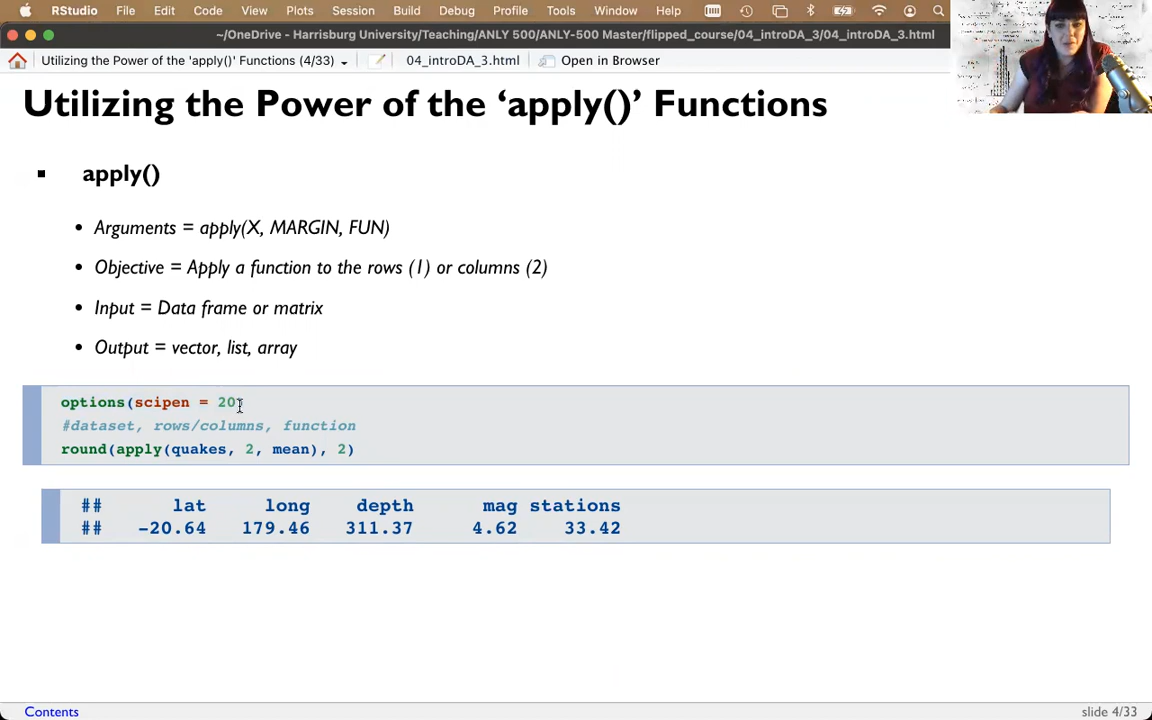 RStudio File Edit Code View Plots Session Build Debug Profile Tools Window Help
~/OneDrive - Harrisburg University/Teaching/ANLY 500/ANLY-500 Master/flipped_course/04_introDA_3/04_introDA_3.html
Utilizing the Power of the 'apply()' Functions (4/33) 04_introDA_3.html Open in Browser
Utilizing the Power of the ‘apply()’ Functions
▪ apply()
• Arguments = apply(X, MARGIN, FUN)
• Objective = Apply a function to the rows (1) or columns (2)
• Input = Data frame or matrix
• Output = vector, list, array
options(scipen = 20)
#dataset, rows/columns, function
round(apply(quakes, 2, mean), 2)
## lat long depth mag stations
## -20.64 179.46 311.37 4.62 33.42
Contents
slide 4/33